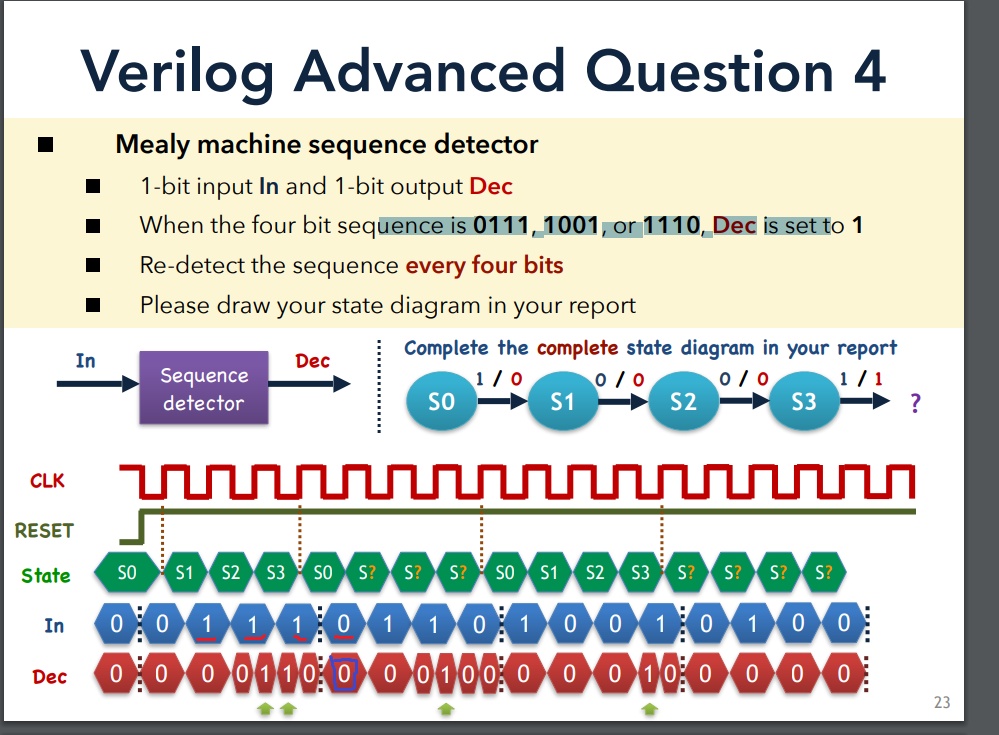 Verilog Advanced Question 4
Mealy machine sequence detector
1-bit input In and 1-bit output Dec
When the four bit sequence is 0111, 1001, or 1110, Dec is set to 1
Re-detect the sequence every four bits
Please draw your state diagram in your report
In
Sequence
detector
Dec
Complete the complete state diagram in your report
1 / 0 0 / 0 0 / 0 1 / 1
S0 S1 S2 S3 ?
CLK
RESET
State S0 S1 S2 S3 S0 S? S? S? S0 S1 S2 S3 S? S? S? S?
In 0 0 1 1 1 0 1 1 0 1 0 0 1 0 1 0 0
Dec 0 0 0 0 1 1 0 0 0 0 1 0 0 0 0 0 1 0 0 0 0 0
23